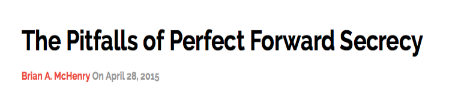 The Pitfalls of Perfect Forward Secrecy
Brian A. McHenry On April 28, 2015